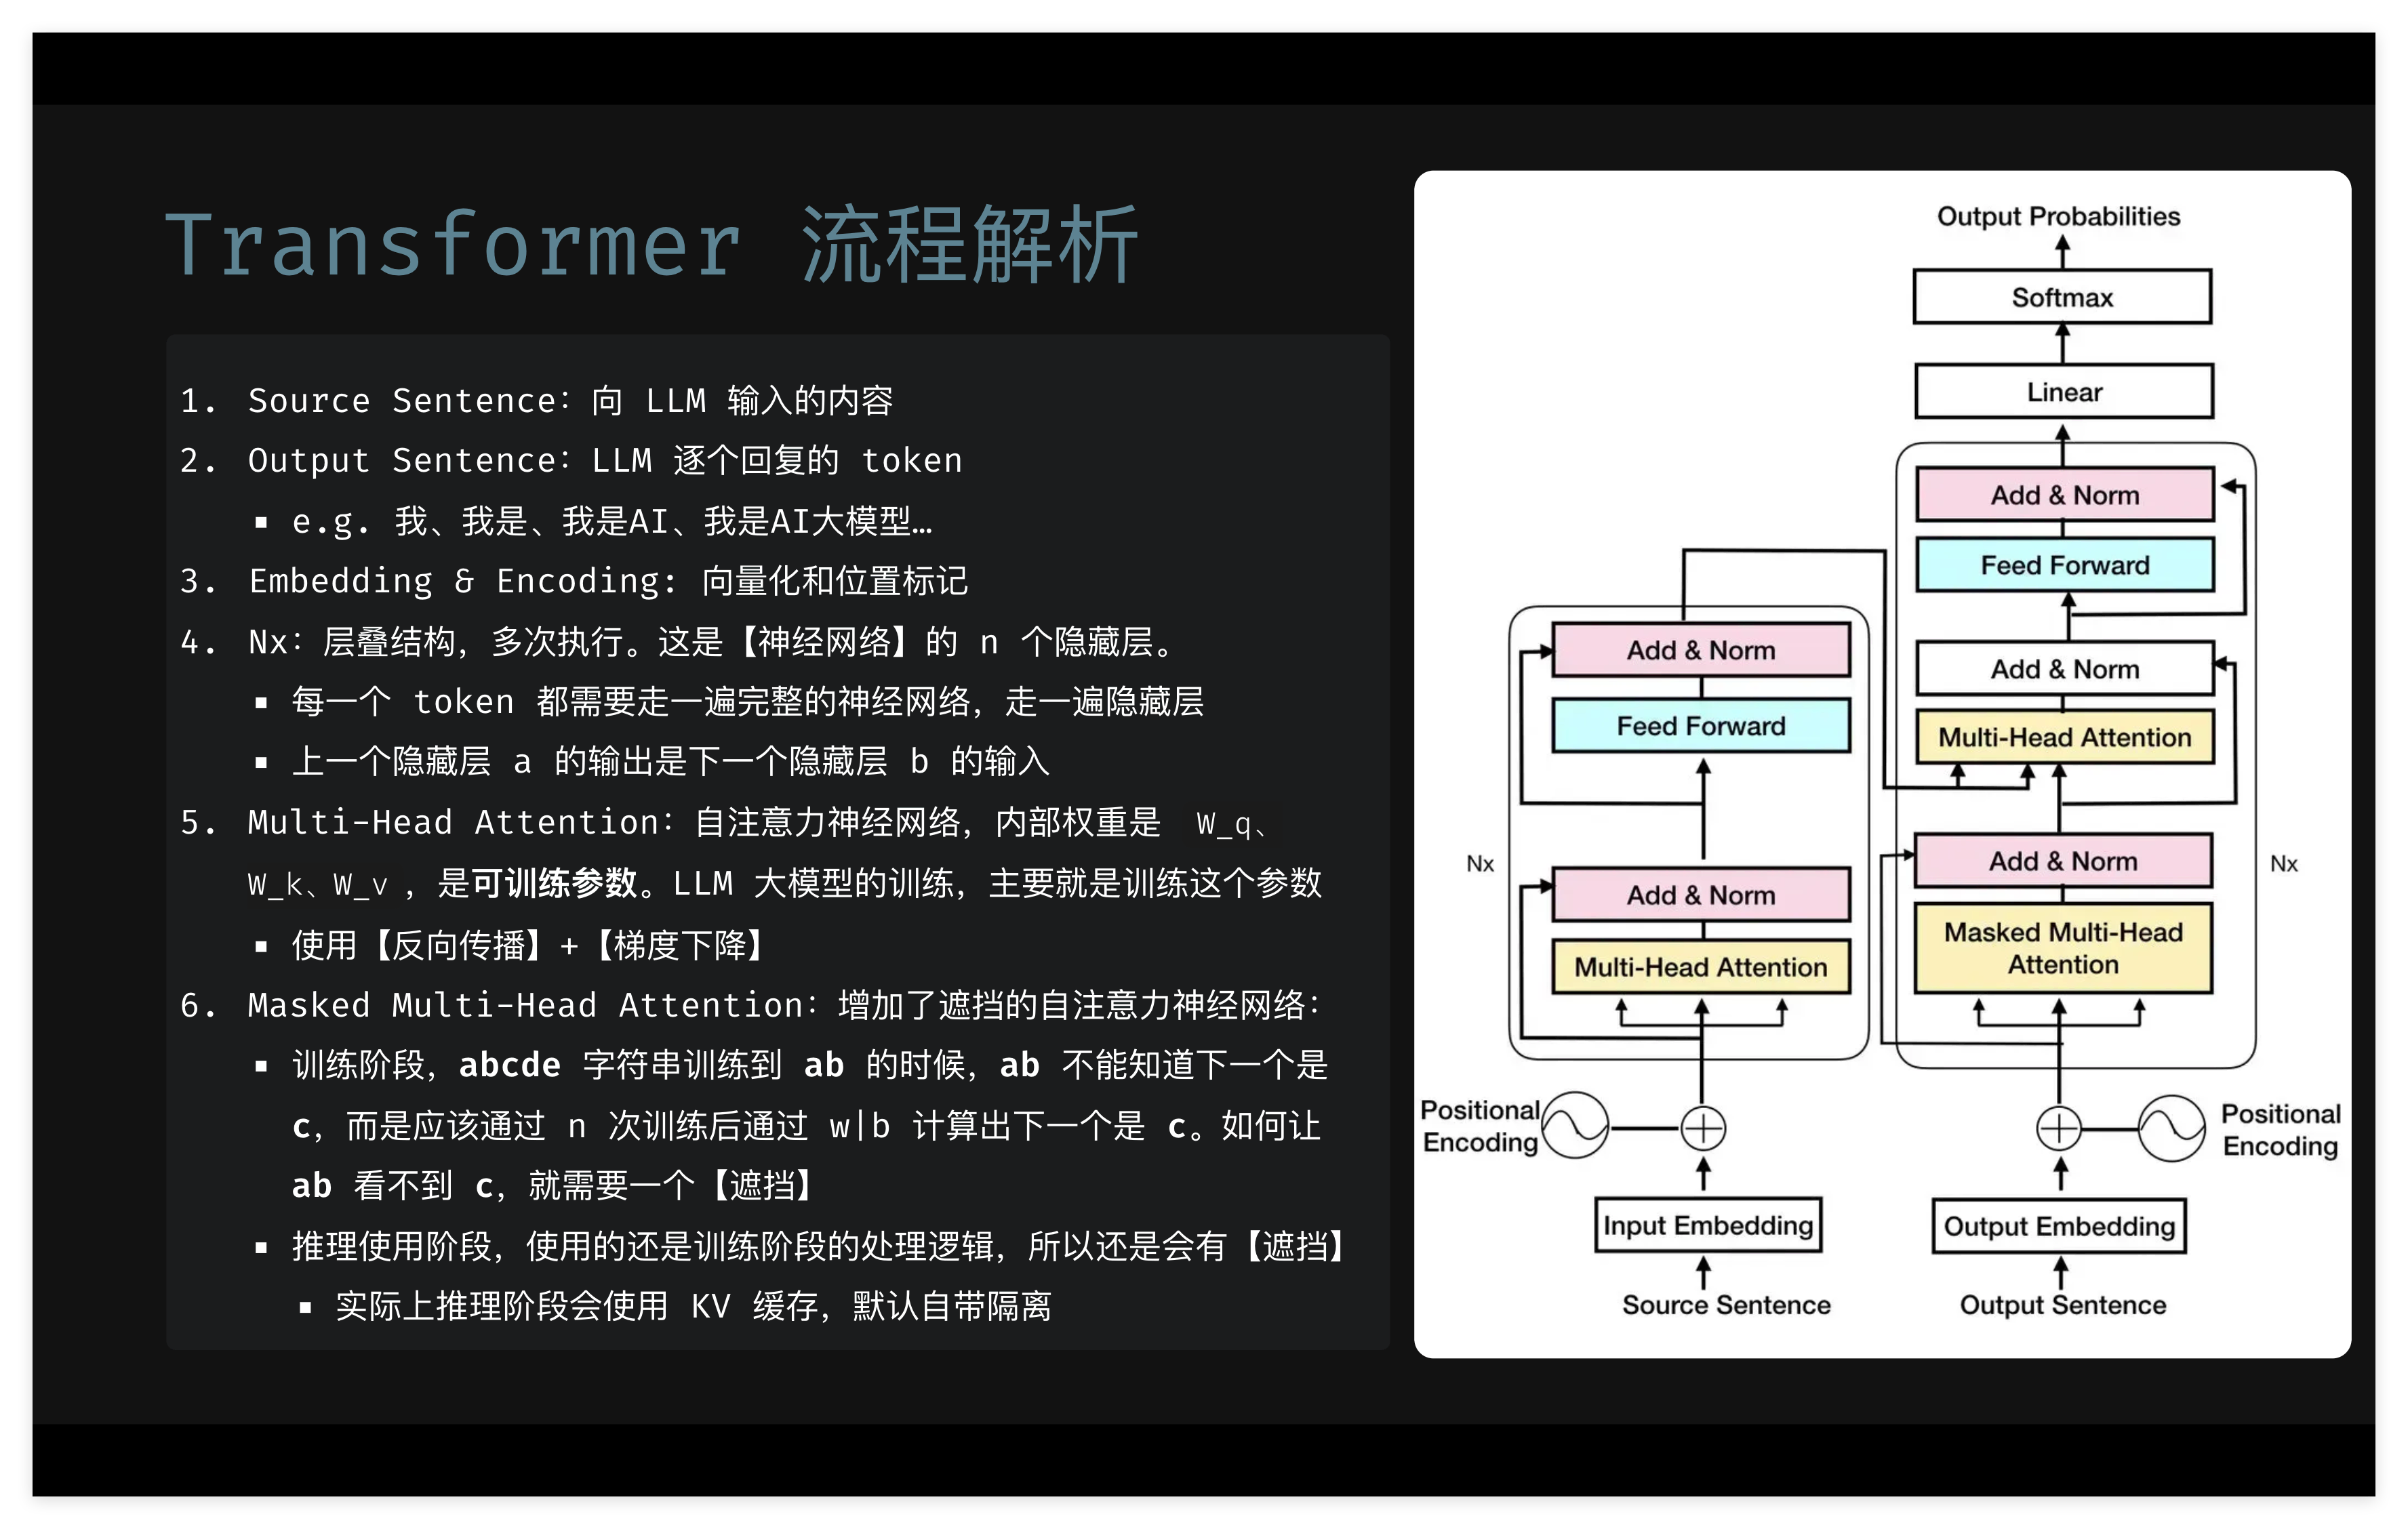 Transformer 流程解析
1. Source Sentence：向 LLM 输入的内容
2. Output Sentence：LLM 逐个回复的 token
▪ e.g. 我、我是、我是AI、我是AI大模型…
3. Embedding & Encoding: 向量化和位置标记
4. Nx：层叠结构，多次执行。这是【神经网络】的 n 个隐藏层。
▪ 每一个 token 都需要走一遍完整的神经网络，走一遍隐藏层
▪ 上一个隐藏层 a 的输出是下一个隐藏层 b 的输入
5. Multi-Head Attention：自注意力神经网络，内部权重是 W_q、
W_k、W_v ，是可训练参数。LLM 大模型的训练，主要就是训练这个参数
▪ 使用【反向传播】+【梯度下降】
6. Masked Multi-Head Attention：增加了遮挡的自注意力神经网络：
▪ 训练阶段，abcde 字符串训练到 ab 的时候，ab 不能知道下一个是
c，而是应该通过 n 次训练后通过 w|b 计算出下一个是 c。如何让
ab 看不到 c，就需要一个【遮挡】
▪ 推理使用阶段，使用的还是训练阶段的处理逻辑，所以还是会有【遮挡】
▪ 实际上推理阶段会使用 KV 缓存，默认自带隔离
Output Probabilities
Softmax
Linear
Add & Norm
Feed Forward
Add & Norm
Multi-Head Attention
Add & Norm
Masked Multi-Head
Attention
Nx
Add & Norm
Feed Forward
Nx
Add & Norm
Multi-Head Attention
Positional
Encoding
Positional
Encoding
Input Embedding
Output Embedding
Source Sentence
Output Sentence